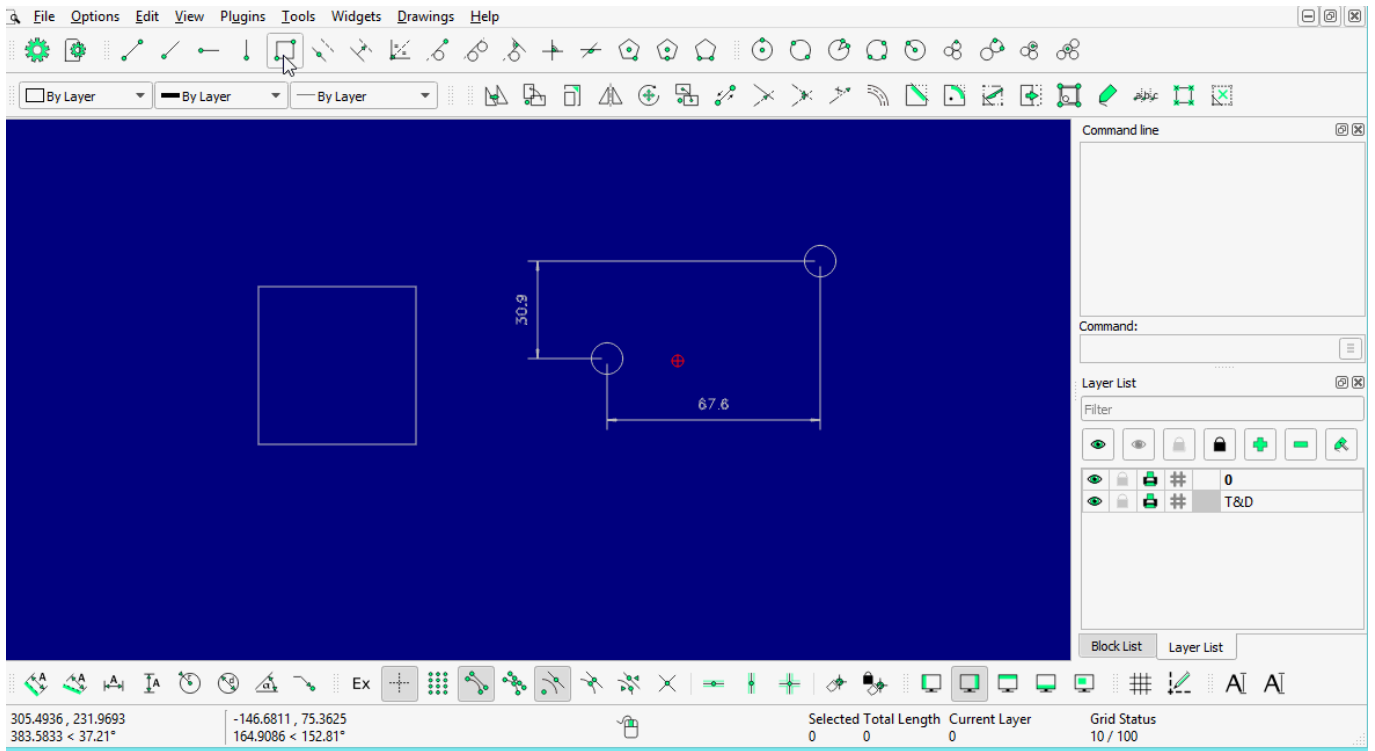 File Options Edit View Plugins Tools Widgets Drawings Help
By Layer By Layer By Layer
Command line
30.9
67.6
Command:
Layer List
Filter
0
T&D
Block List Layer List
Ex
305.4936 , 231.9693 -146.6811 , 75.3625 Selected Total Length Current Layer Grid Status
383.5833 < 37.21° 164.9086 < 152.81° 0 0 0 10 / 100